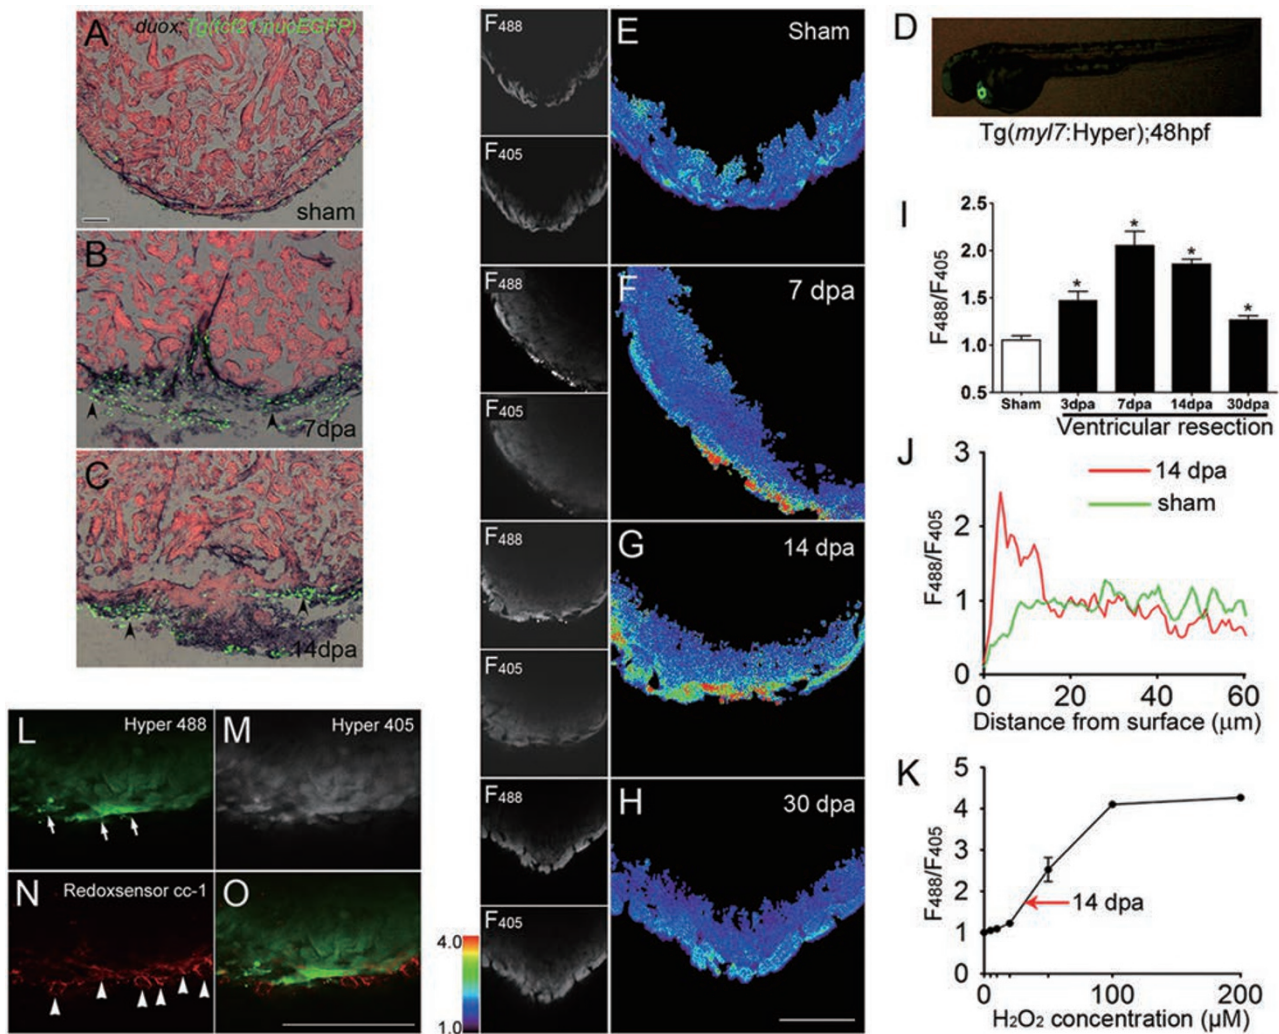 A
duox;Tg(tcf21:nucEGFP)
sham
B
7dpa
C
14dpa
F488
F405
E
Sham
F488
F405
F
7 dpa
F488
F405
G
14 dpa
F488
F405
H
30 dpa
4.0
1.0
D
Tg(myl7:Hyper);48hpf
I
F488/F405
2.5
2.0
1.5
1.0
0.5
*
*
*
*
Sham
3dpa
7dpa
14dpa
30dpa
Ventricular resection
J
F488/F405
3
2
1
0
14 dpa
sham
0
20
40
60
Distance from surface (μm)
K
F488/F405
5
4
3
2
1
0
14 dpa
0
100
200
H2O2 concentration (μM)
L
Hyper 488
M
Hyper 405
N
Redoxsensor cc-1
O